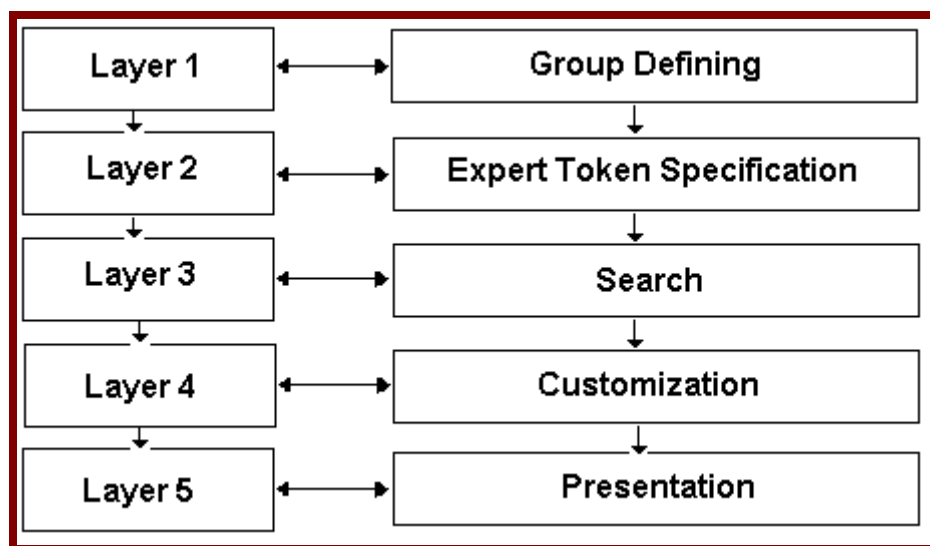 Layer 1
Group Defining
Layer 2
Expert Token Specification
Layer 3
Search
Layer 4
Customization
Layer 5
Presentation